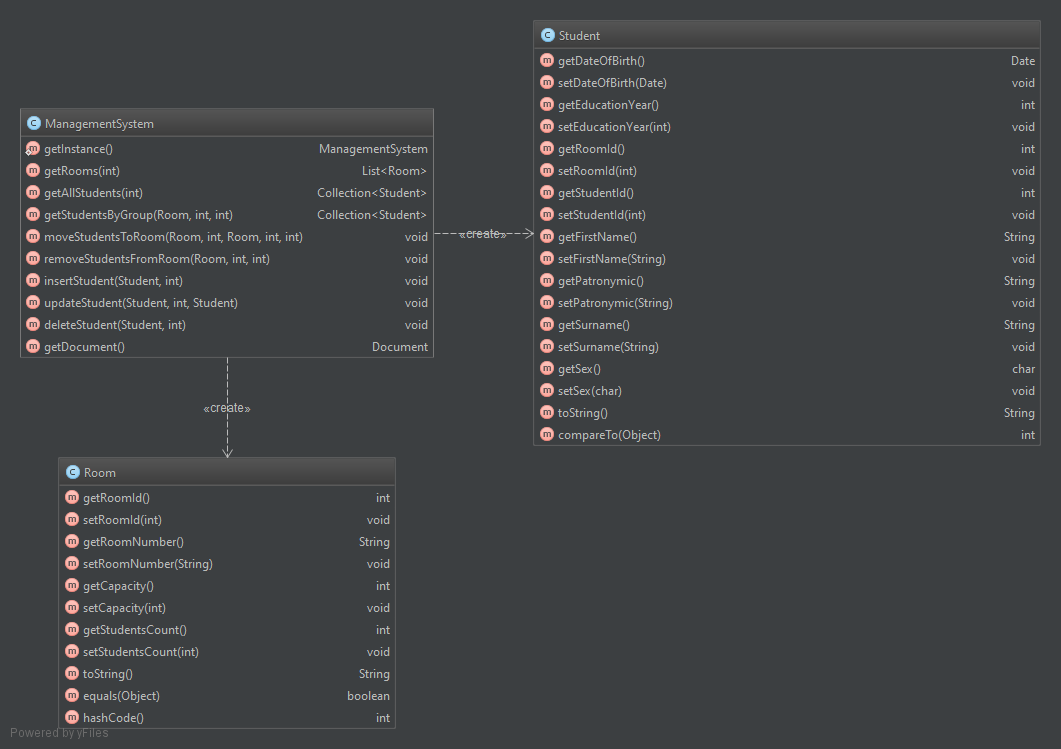 ManagementSystem
getInstance() ManagementSystem
getRooms(int) List<Room>
getAllStudents(int) Collection<Student>
getStudentsByGroup(Room, int, int) Collection<Student>
moveStudentsToRoom(Room, int, Room, int, int) void
removeStudentsFromRoom(Room, int, int) void
insertStudent(Student, int) void
updateStudent(Student, int, Student) void
deleteStudent(Student, int) void
getDocument() Document
«create»
Student
getDateOfBirth() Date
setDateOfBirth(Date) void
getEducationYear() int
setEducationYear(int) void
getRoomId() int
setRoomId(int) void
getStudentId() int
setStudentId(int) void
getFirstName() String
setFirstName(String) void
getPatronymic() String
setPatronymic(String) void
getSurname() String
setSurname(String) void
getSex() char
setSex(char) void
toString() String
compareTo(Object) int
«create»
Room
getRoomId() int
setRoomId(int) void
getRoomNumber() String
setRoomNumber(String) void
getCapacity() int
setCapacity(int) void
getStudentsCount() int
setStudentsCount(int) void
toString() String
equals(Object) boolean
hashCode() int
Powered by yFiles